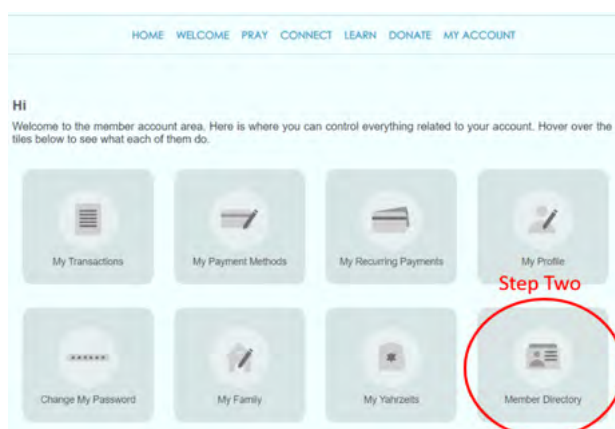 HOME WELCOME PRAY CONNECT LEARN DONATE MY ACCOUNT
Hi
Welcome to the member account area. Here is where you can control everything related to your account. Hover over the
tiles below to see what each of them do.
My Transactions
My Payment Methods
My Recurring Payments
My Profile
Step Two
Change My Password
My Family
My Yahrzeits
Member Directory